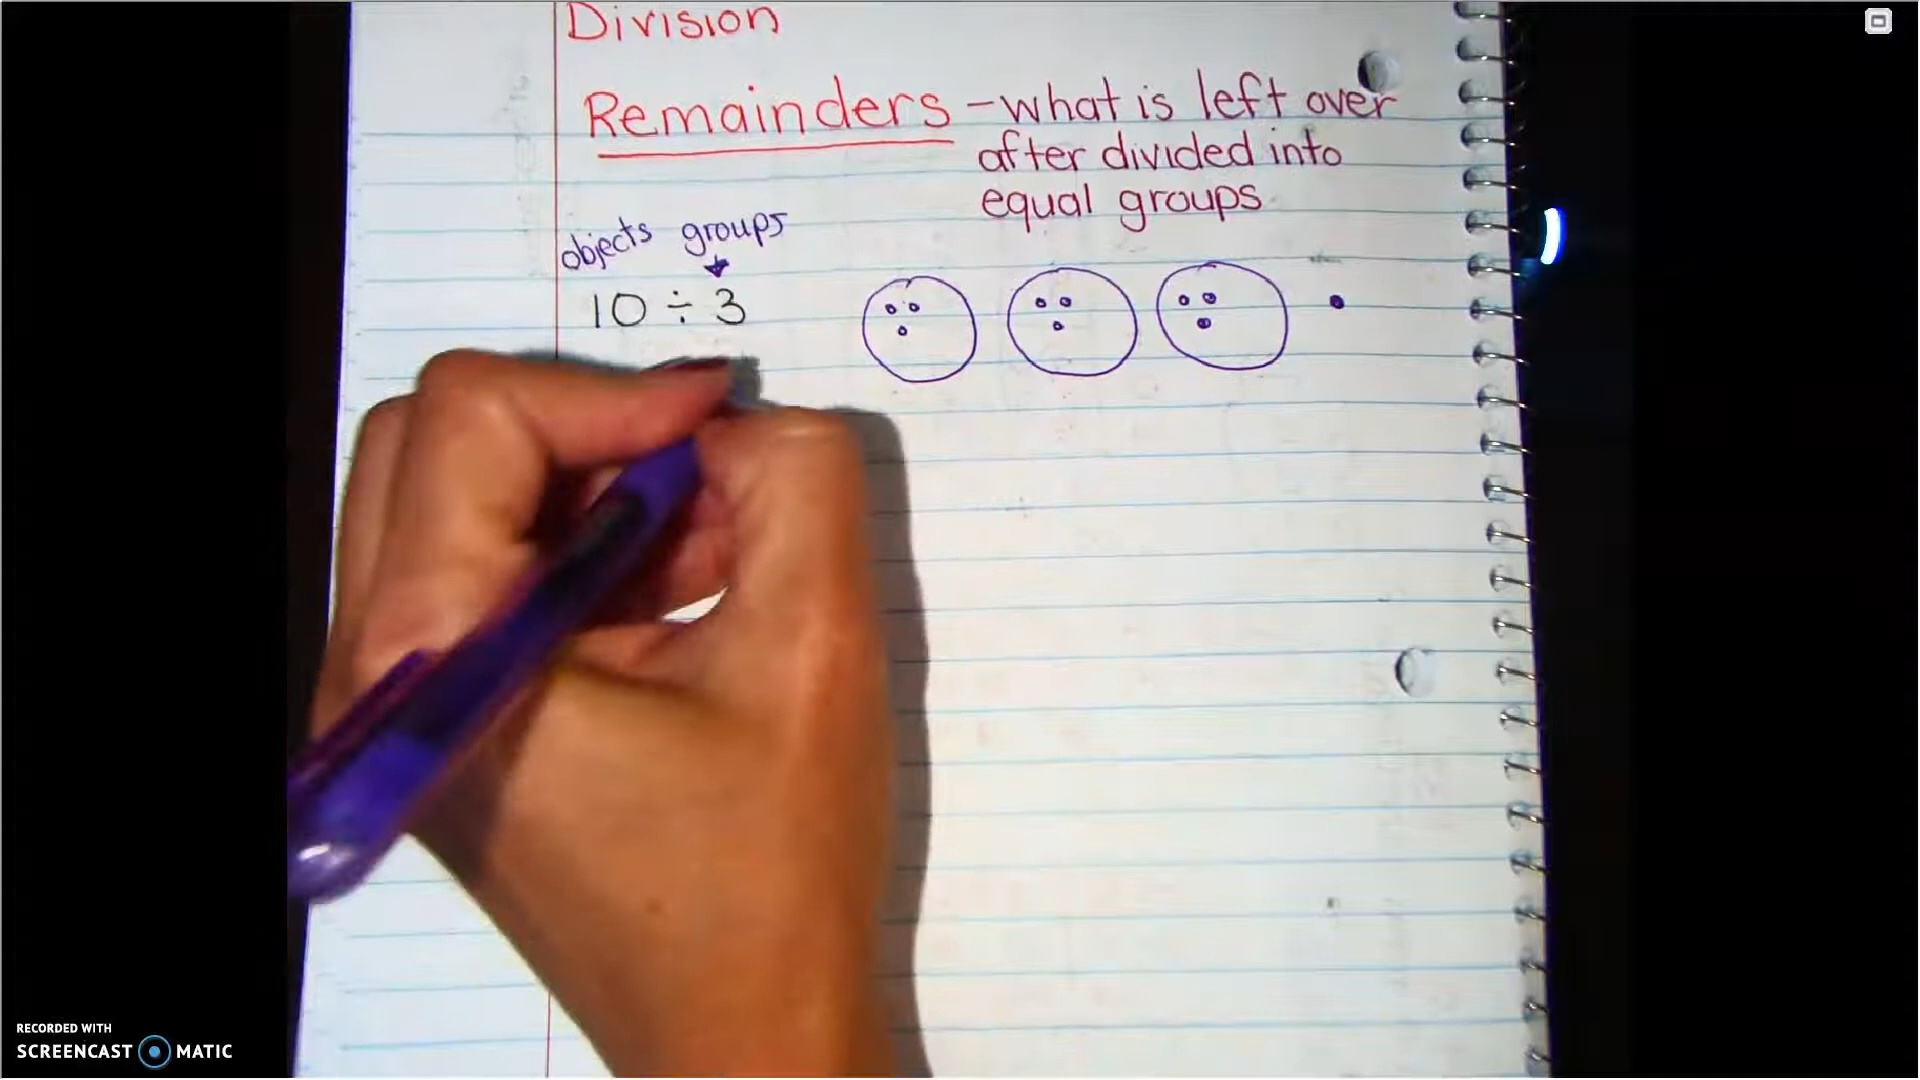 Division
Remainders - what is left over
after divided into
equal groups
objects groups
10 ÷ 3
RECORDED WITH
SCREENCAST MATIC